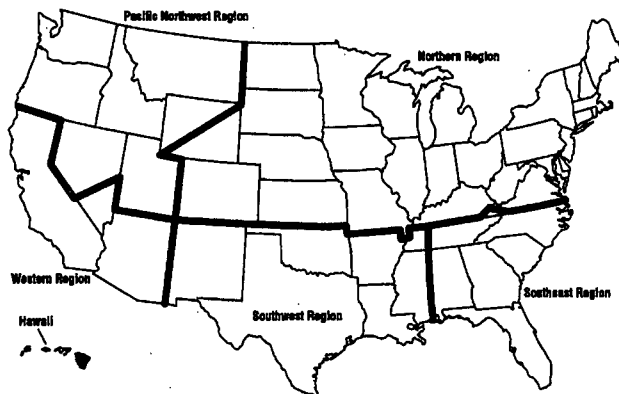 Pacific Northwest Region
Northern Region
Western Region
Southeast Region
Southwest Region
Hawaii